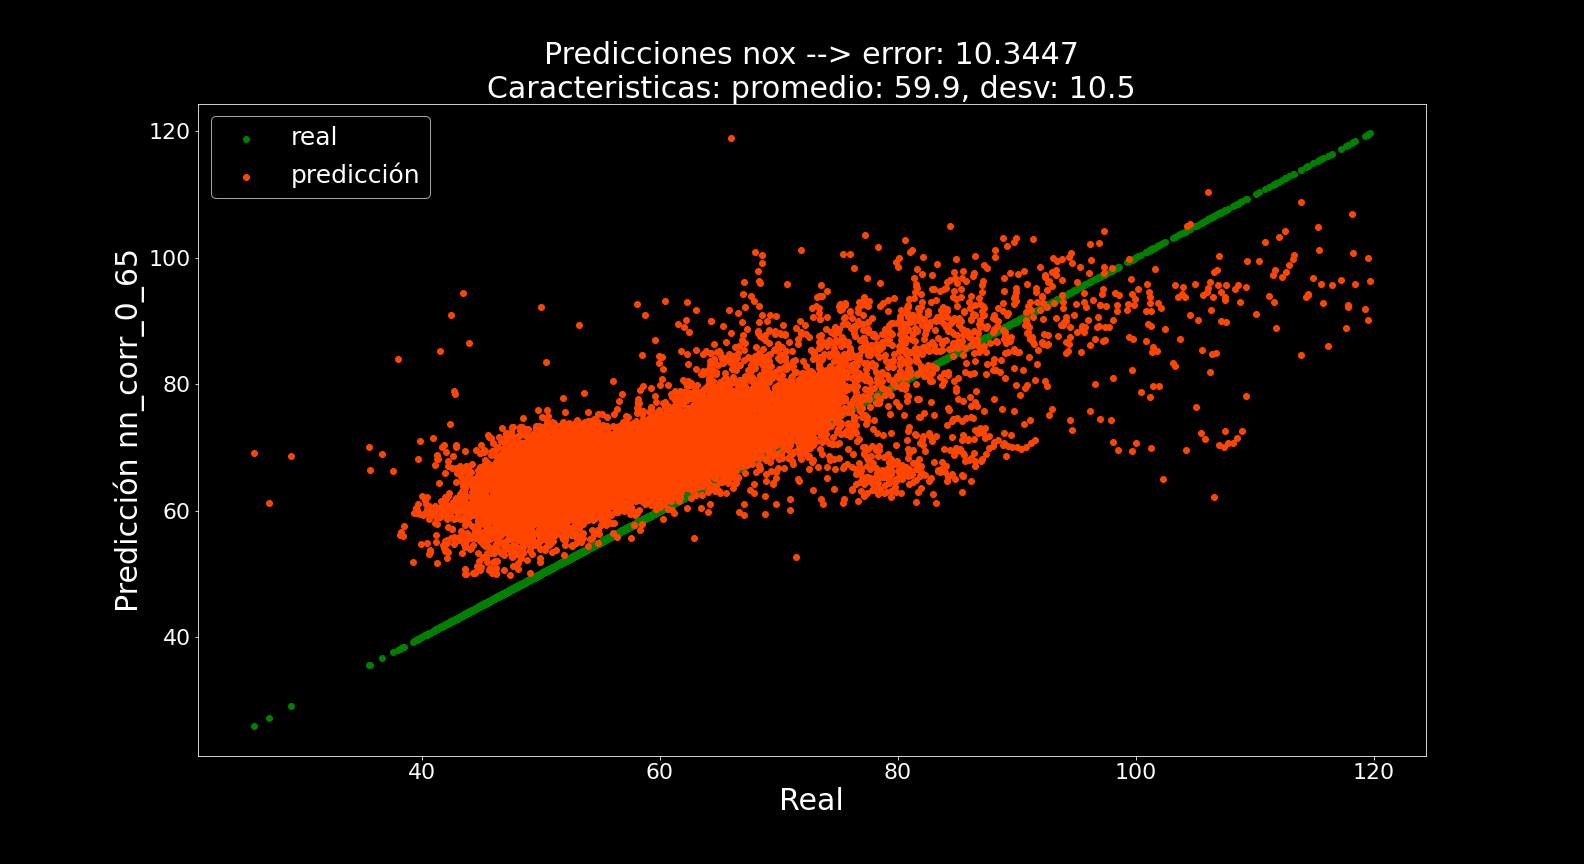 Predicciones nox --> error: 10.3447
Caracteristicas: promedio: 59.9, desv: 10.5
real
predicción
120
100
80
60
40
Predicción nn_corr_0_65
40 60 80 100 120
Real